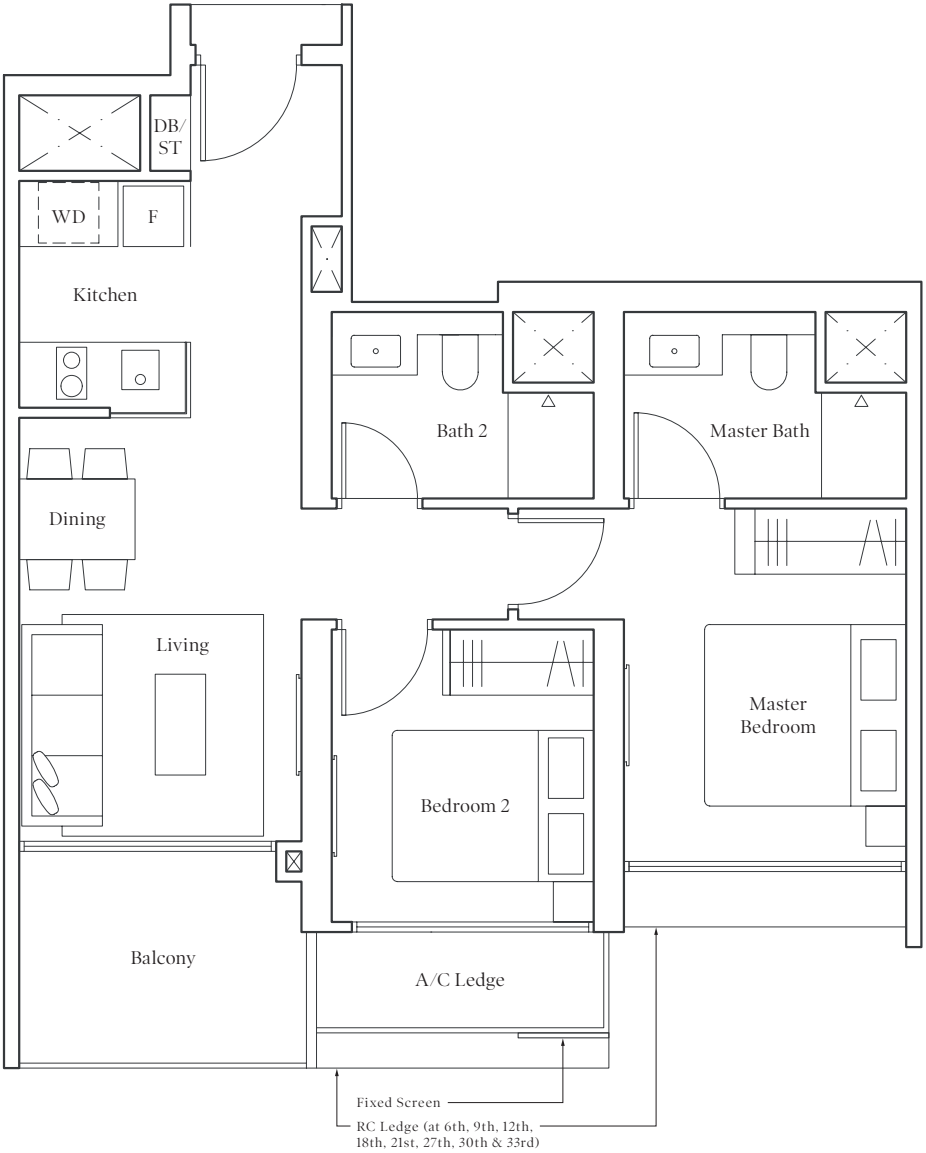 DB/
ST
WD
F
Kitchen
Bath 2
Master Bath
Dining
Living
Master
Bedroom
Bedroom 2
Balcony
A/C Ledge
Fixed Screen
RC Ledge (at 6th, 9th, 12th,
18th, 21st, 27th, 30th & 33rd)